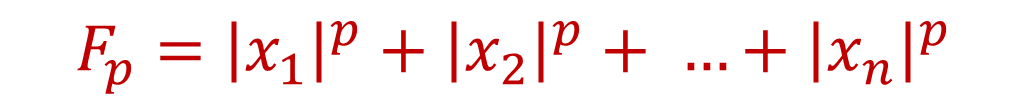 F_p = |x_1|^p + |x_2|^p + … + |x_n|^p